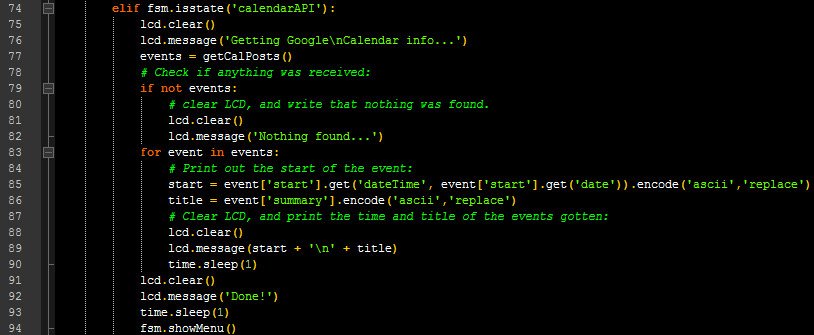 74 elif fsm.isstate('calendarAPI'):
75 lcd.clear()
76 lcd.message('Getting Google\nCalendar info...')
77 events = getCalPosts()
78 # Check if anything was received:
79 if not events:
80 # clear LCD, and write that nothing was found.
81 lcd.clear()
82 lcd.message('Nothing found...')
83 for event in events:
84 # Print out the start of the event:
85 start = event['start'].get('dateTime', event['start'].get('date')).encode('ascii','replace')
86 title = event['summary'].encode('ascii','replace')
87 # Clear LCD, and print the time and title of the events gotten:
88 lcd.clear()
89 lcd.message(start + '\n' + title)
90 time.sleep(1)
91 lcd.clear()
92 lcd.message('Done!')
93 time.sleep(1)
94 fsm.showMenu()